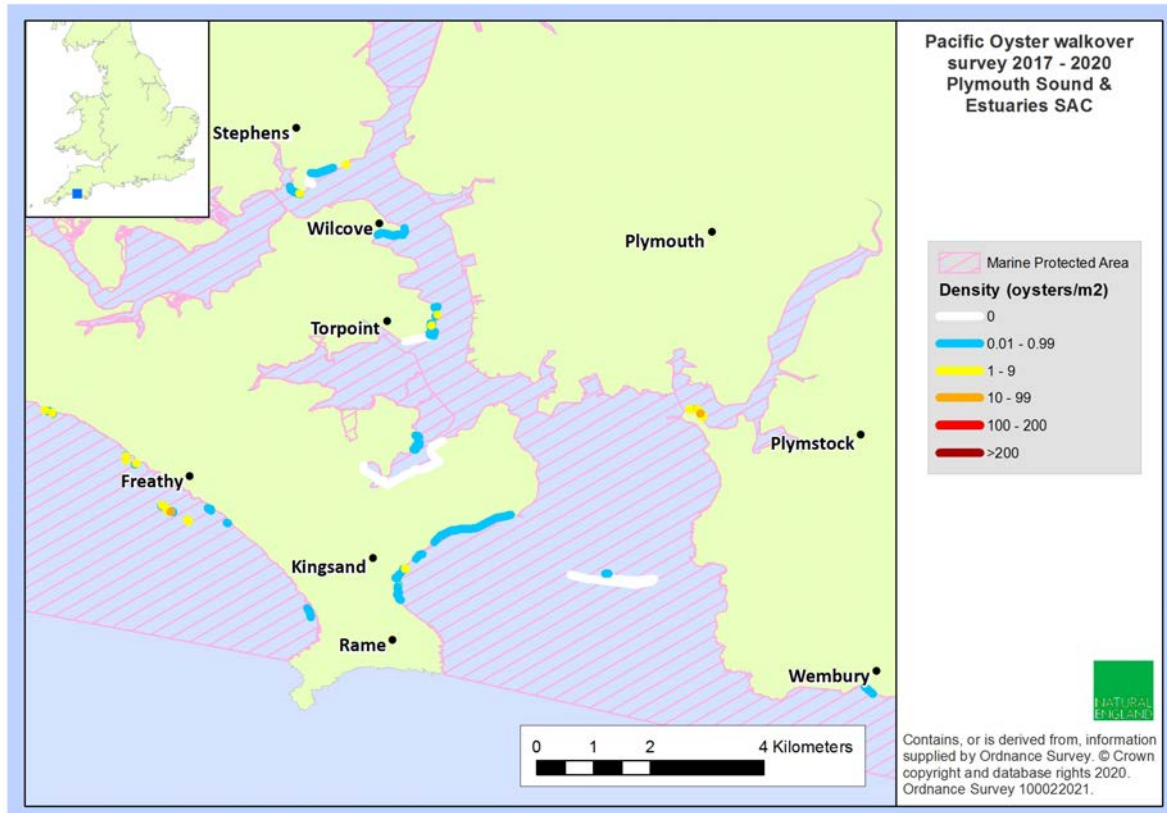 Pacific Oyster walkover
survey 2017 - 2020
Plymouth Sound &
Estuaries SAC
Stephens
Wilcove
Plymouth
Torpoint
Plymstock
Freathy
Kingsand
Rame
Wembury
Marine Protected Area
Density (oysters/m2)
0
0.01 - 0.99
1 - 9
10 - 99
100 - 200
>200
0 1 2 4 Kilometers
NATURAL
ENGLAND
Contains, or is derived from, information
supplied by Ordnance Survey. © Crown
copyright and database rights 2020.
Ordnance Survey 100022021.